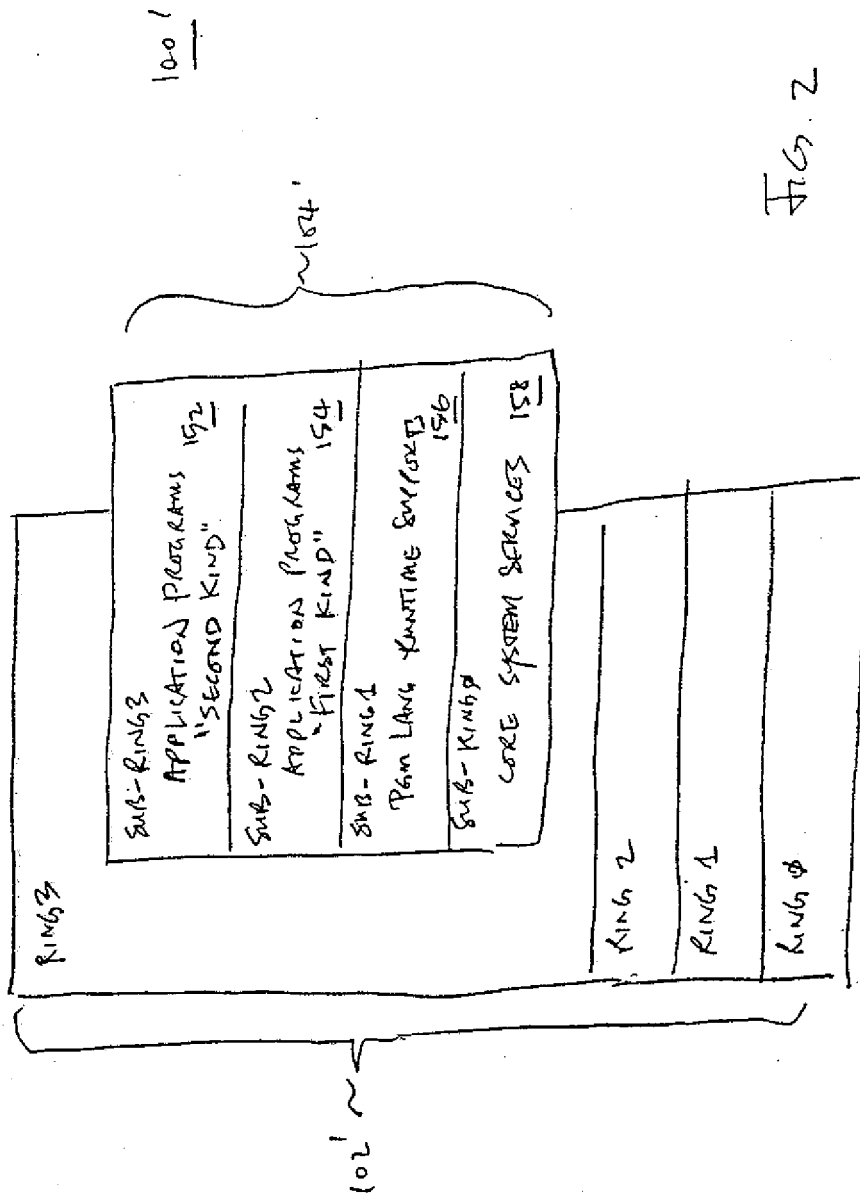 100'
RING3
SUB-RING3
APPLICATION PROGRAMS
"SECOND KIND" 152
SUB-RING2
APPLICATION PROGRAMS
"FIRST KIND" 154
SUB-RING1
PGM LANG RUNTIME SUPPORT
156
SUB-RINGØ
CORE SYSTEM SERVICES 158
~104'
102' ~
RING 2
RING 1
RING Ø
FIG. 2